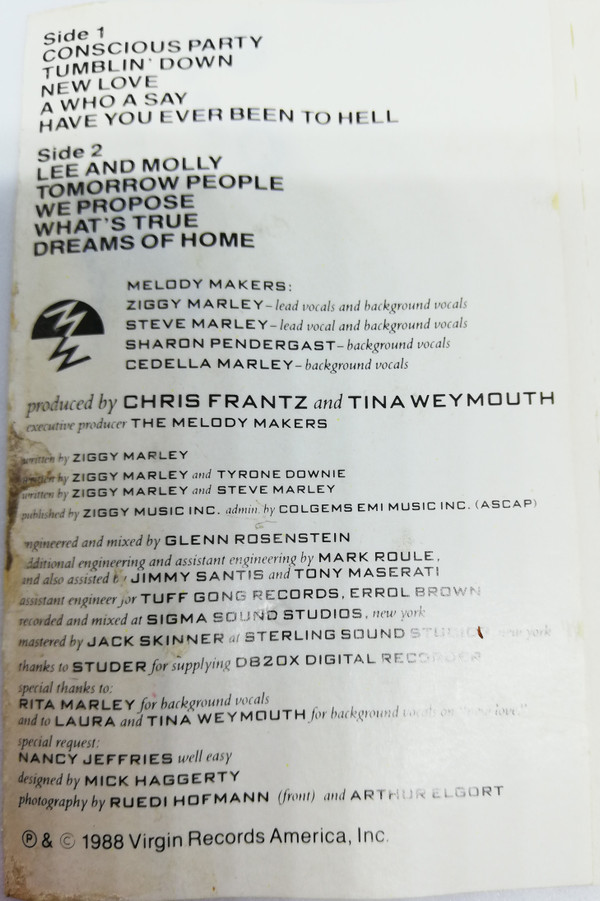 Side 1
CONSCIOUS PARTY
TUMBLIN' DOWN
NEW LOVE
A WHO A SAY
HAVE YOU EVER BEEN TO HELL
Side 2
LEE AND MOLLY
TOMORROW PEOPLE
WE PROPOSE
WHAT'S TRUE
DREAMS OF HOME
MELODY MAKERS:
ZIGGY MARLEY – lead vocals and background vocals
STEVE MARLEY – lead vocal and background vocals
SHARON PENDERGAST – background vocals
CEDELLA MARLEY – background vocals
produced by CHRIS FRANTZ and TINA WEYMOUTH
executive producer THE MELODY MAKERS
written by ZIGGY MARLEY
written by ZIGGY MARLEY and TYRONE DOWNIE
written by ZIGGY MARLEY and STEVE MARLEY
published by ZIGGY MUSIC INC. admin. by COLGEMS EMI MUSIC INC. (ASCAP)
engineered and mixed by GLENN ROSENSTEIN
additional engineering and assistant engineering by MARK ROULE,
and also assisted by JIMMY SANTIS and TONY MASERATI
assistant engineer for TUFF GONG RECORDS, ERROL BROWN
recorded and mixed at SIGMA SOUND STUDIOS, new york
mastered by JACK SKINNER at STERLING SOUND new york
thanks to STUDER for supplying D820X DIGITAL RECORDER
special thanks to:
RITA MARLEY for background vocals
and to LAURA and TINA WEYMOUTH for background vocals on love."
special request:
NANCY JEFFRIES well easy
designed by MICK HAGGERTY
photography by RUEDI HOFMANN (front) and ARTHUR ELGORT
℗ & © 1988 Virgin Records America, Inc.